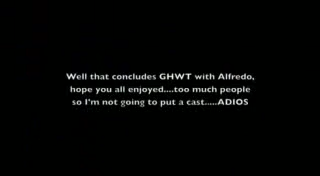 Well that concludes GHWT with Alfredo,
hope you all enjoyed....too much people
so I'm not going to put a cast.....ADIOS